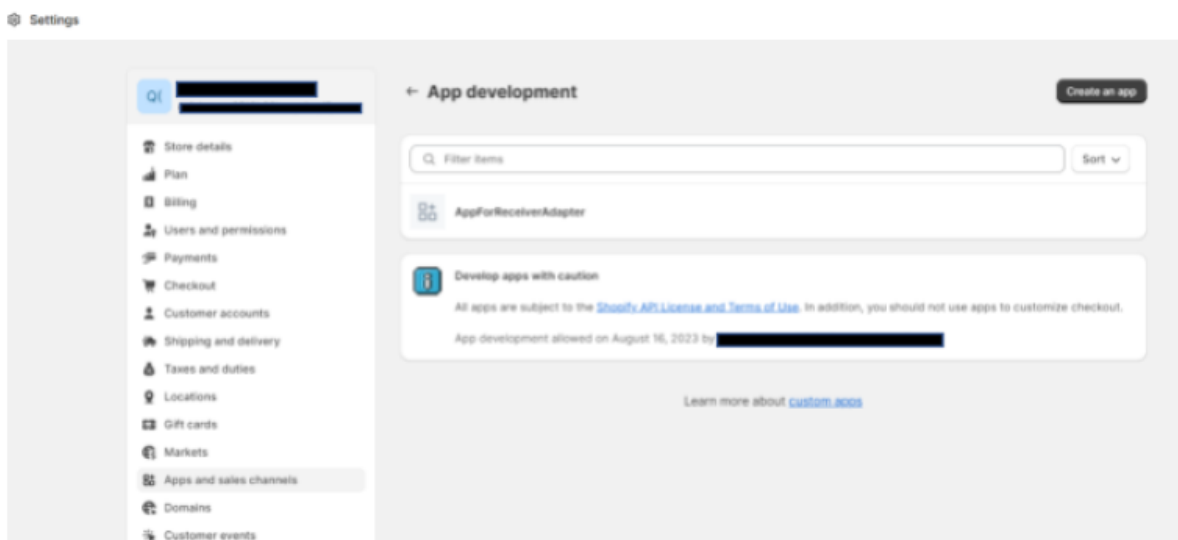 Settings
Q(
Store details
Plan
Billing
Users and permissions
Payments
Checkout
Customer accounts
Shipping and delivery
Taxes and duties
Locations
Gift cards
Markets
Apps and sales channels
Domains
Customer events
← App development
Create an app
Filter items
Sort
AppForReceiverAdapter
Develop apps with caution
All apps are subject to the Shopify API License and Terms of Use. In addition, you should not use apps to customize checkout.
App development allowed on August 16, 2023 by
Learn more about custom apps